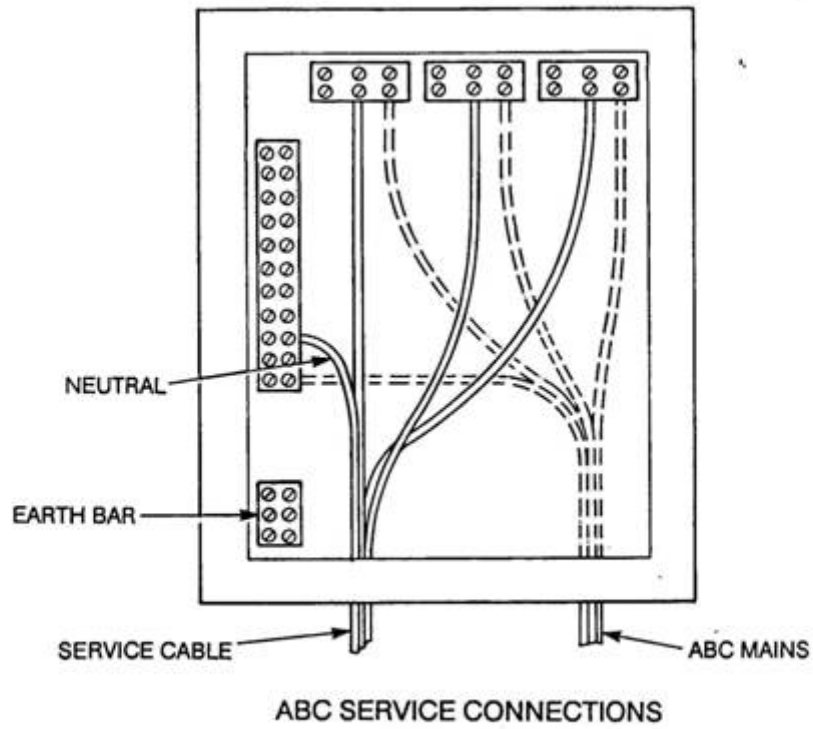 NEUTRAL
EARTH BAR
SERVICE CABLE
ABC MAINS
ABC SERVICE CONNECTIONS